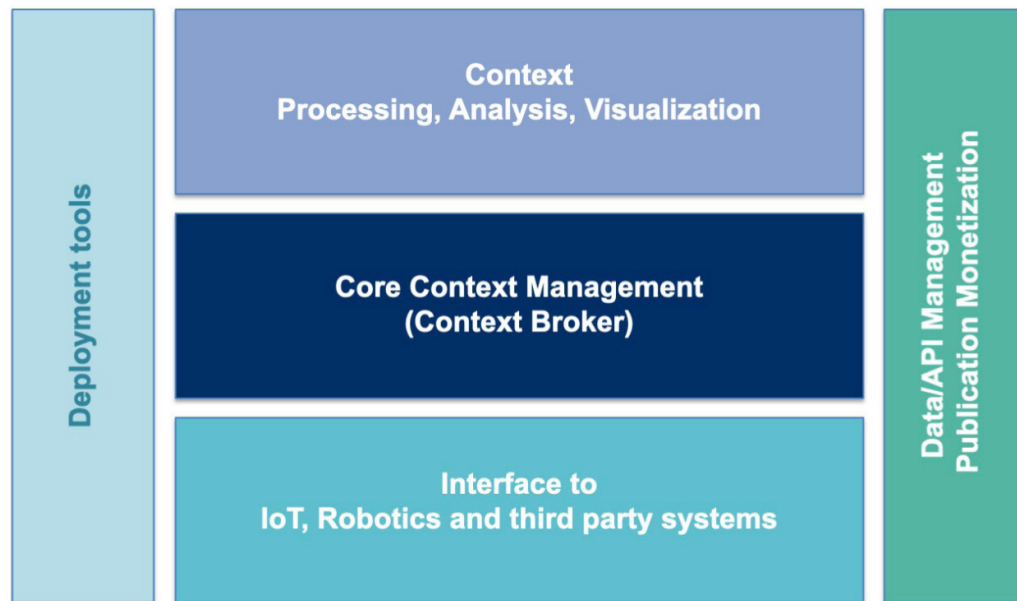 Deployment tools
Context
Processing, Analysis, Visualization
Core Context Management
(Context Broker)
Interface to
IoT, Robotics and third party systems
Data/API Management
Publication Monetization